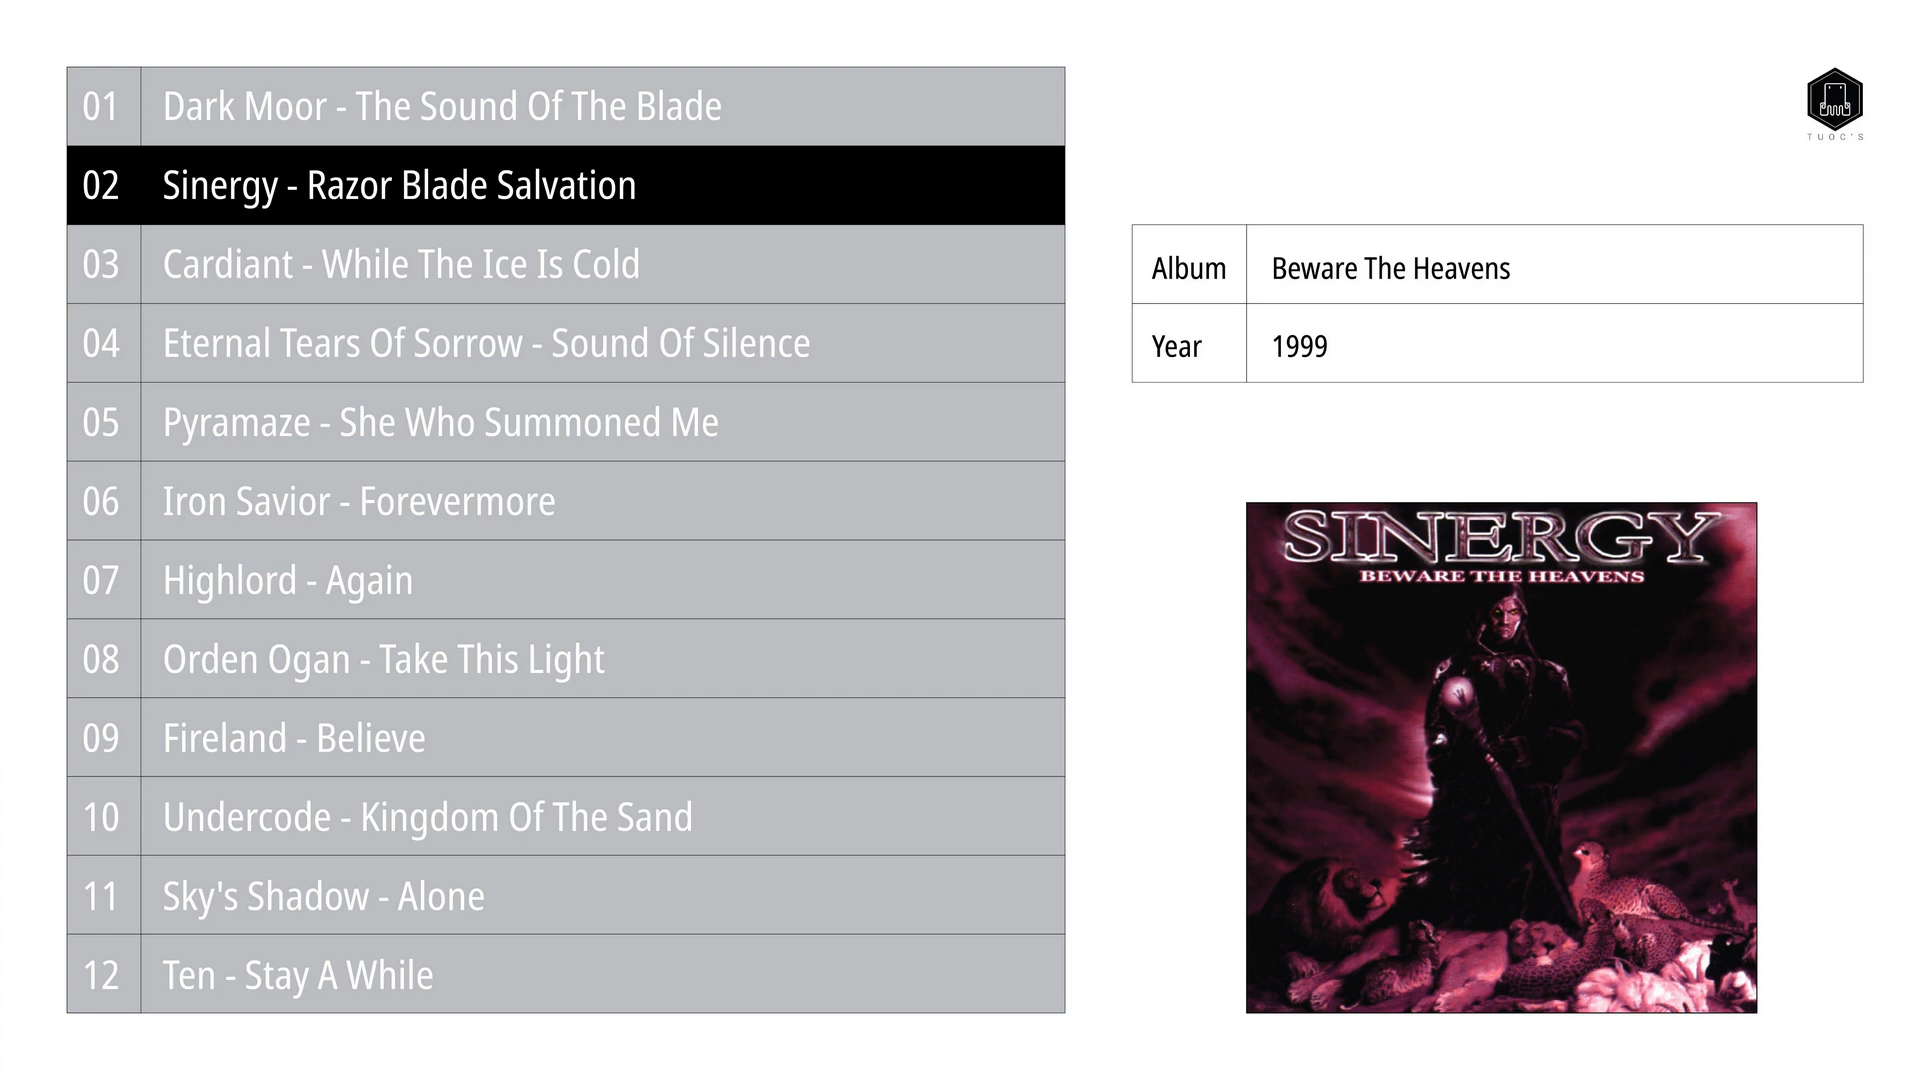 01 Dark Moor - The Sound Of The Blade
02 Sinergy - Razor Blade Salvation
03 Cardiant - While The Ice Is Cold
04 Eternal Tears Of Sorrow - Sound Of Silence
05 Pyramaze - She Who Summoned Me
06 Iron Savior - Forevermore
07 Highlord - Again
08 Orden Ogan - Take This Light
09 Fireland - Believe
10 Undercode - Kingdom Of The Sand
11 Sky's Shadow - Alone
12 Ten - Stay A While
TUOC'S
Album Beware The Heavens
Year 1999
SINERGY
BEWARE THE HEAVENS